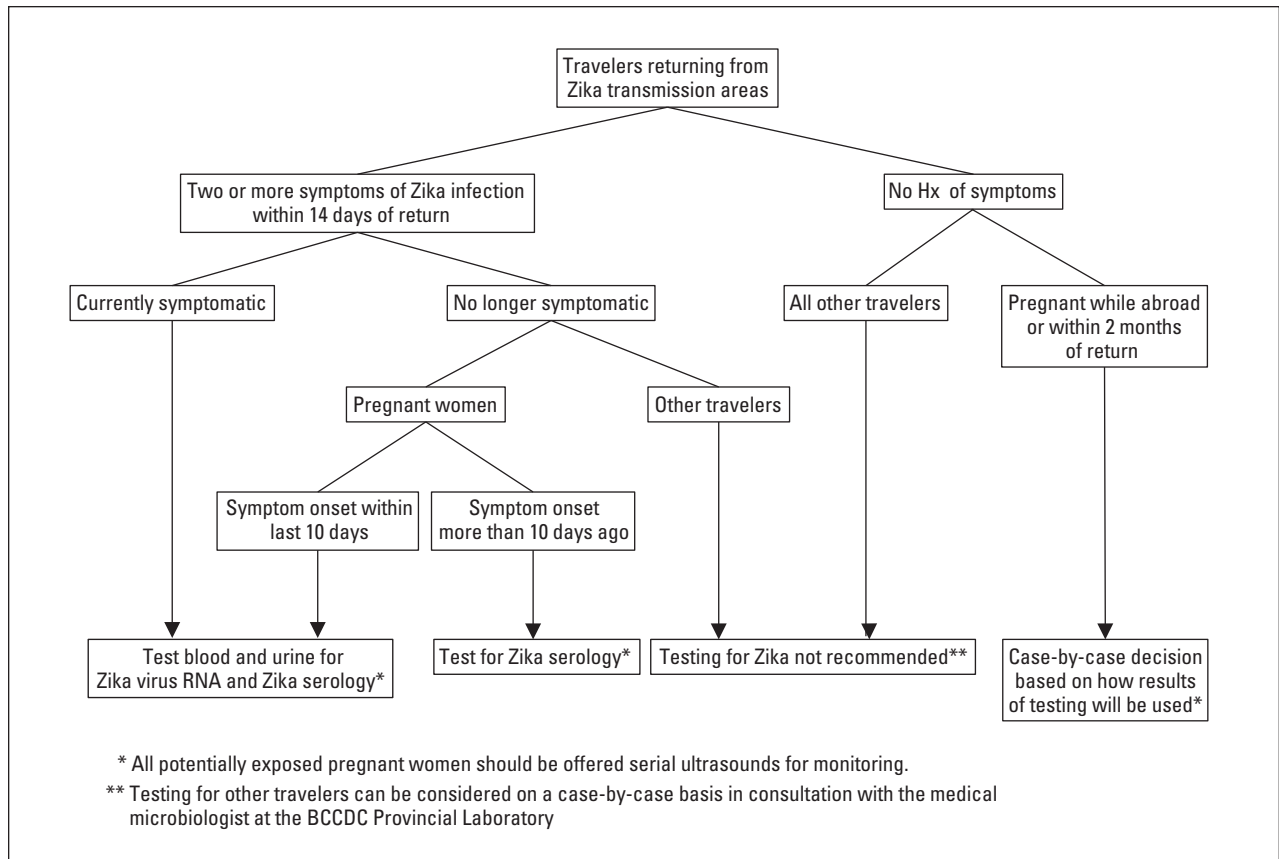 Travelers returning from
Zika transmission areas
Two or more symptoms of Zika infection
within 14 days of return
No Hx of symptoms
Currently symptomatic
No longer symptomatic
All other travelers
Pregnant while abroad
or within 2 months
of return
Pregnant women
Other travelers
Symptom onset within
last 10 days
Symptom onset
more than 10 days ago
Test blood and urine for
Zika virus RNA and Zika serology*
Test for Zika serology*
Testing for Zika not recommended**
Case-by-case decision
based on how results
of testing will be used*
* All potentially exposed pregnant women should be offered serial ultrasounds for monitoring.
** Testing for other travelers can be considered on a case-by-case basis in consultation with the medical
microbiologist at the BCCDC Provincial Laboratory